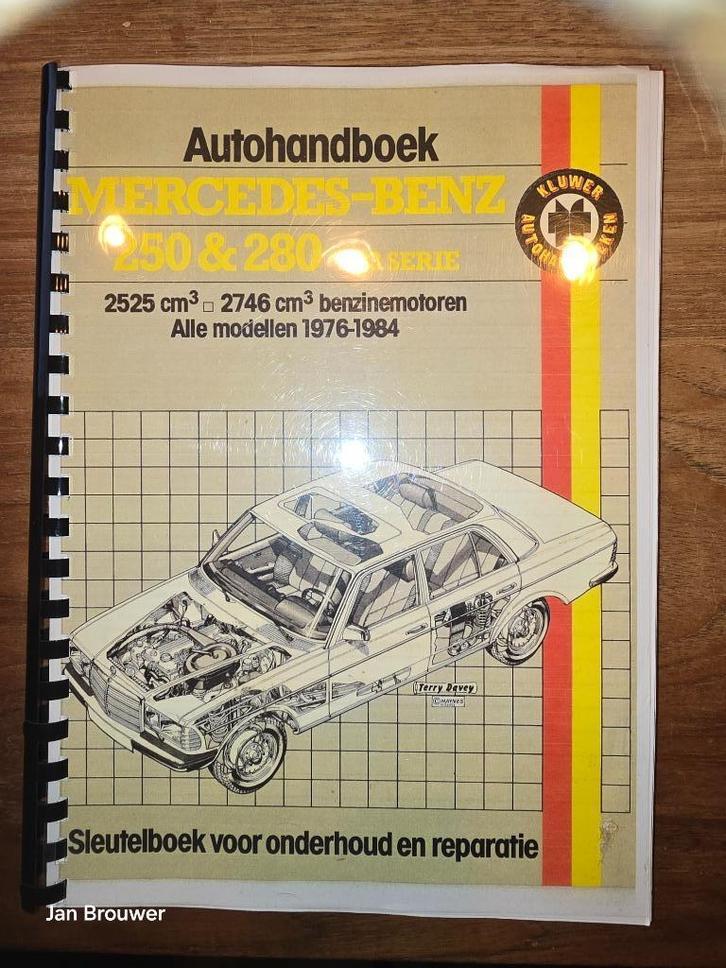 Autohandboek
MERCEDES-BENZ
250 & 280 SERIE
KLUWER
2525 cm³ □ 2746 cm³ benzinemotoren
Alle modellen 1976-1984
Terry Davey
© HAYNES
Sleutelboek voor onderhoud en reparatie
Jan Brouwer